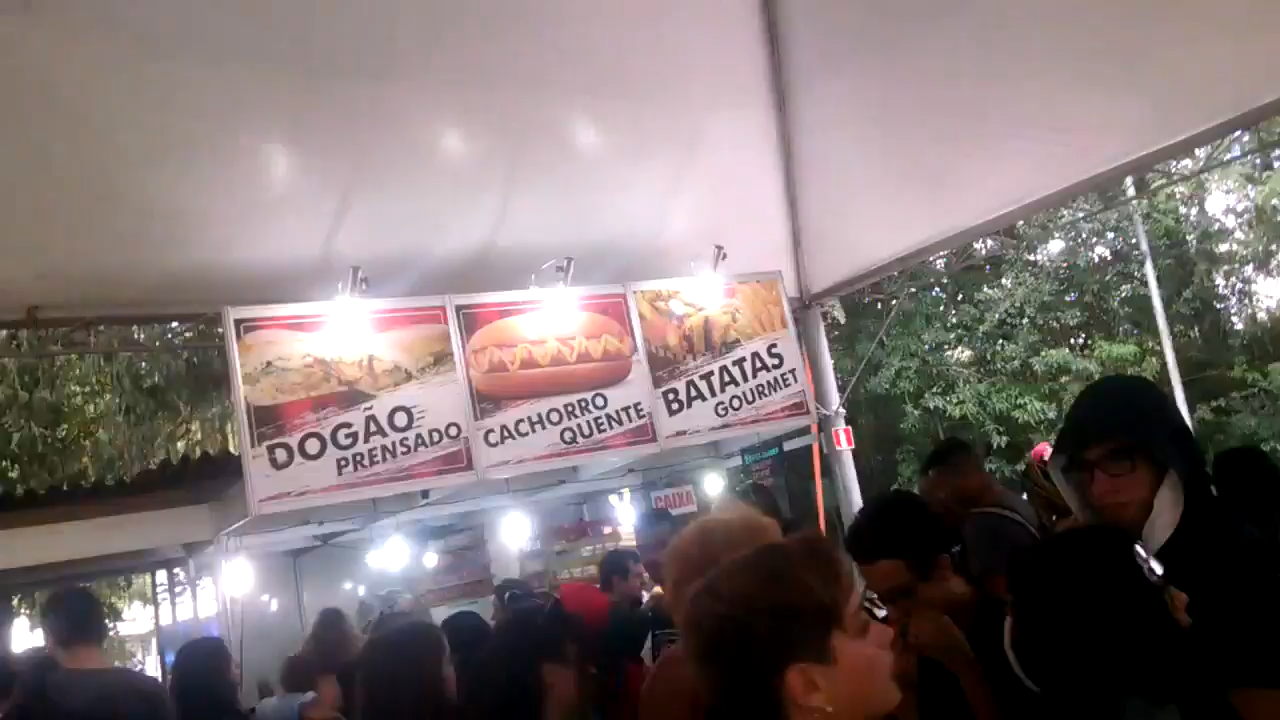 DOGÃO
PRENSADO
CACHORRO
QUENTE
BATATAS
GOURMET
CAIXA